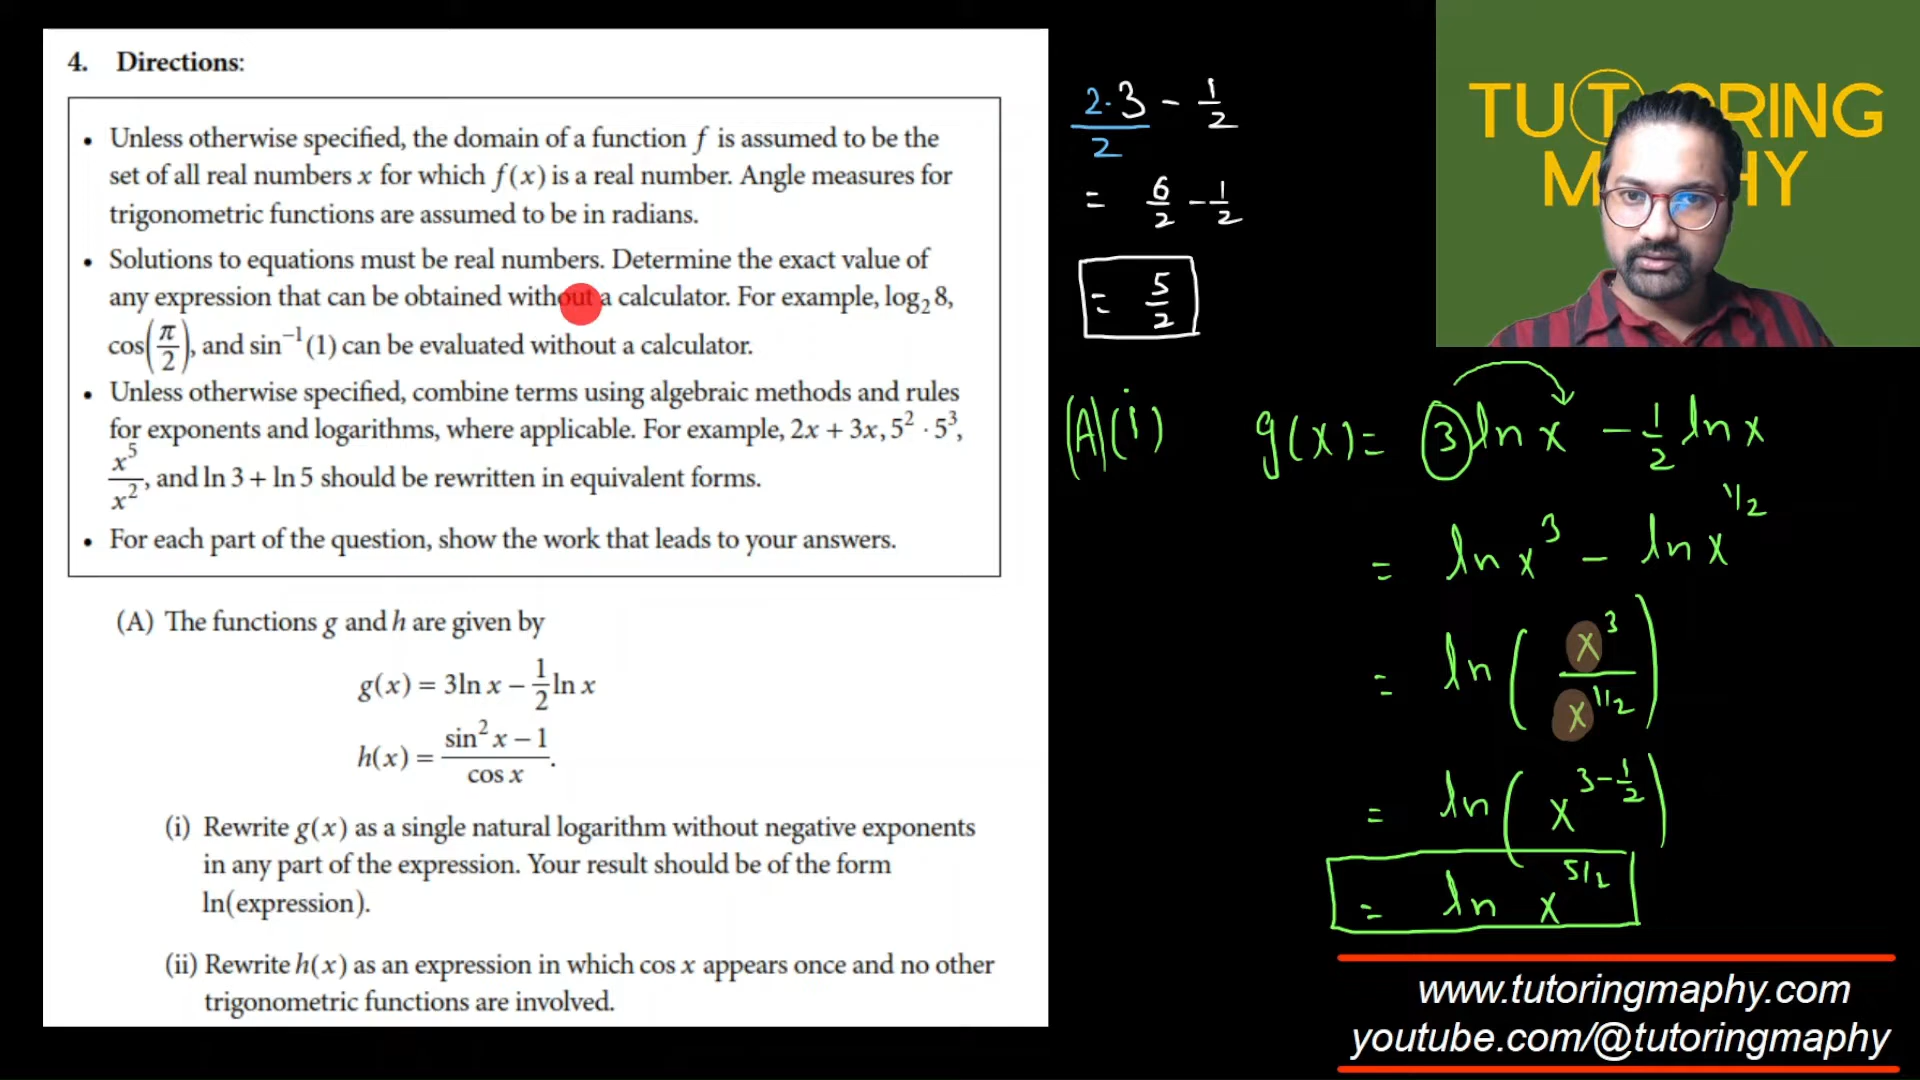 4. Directions:
• Unless otherwise specified, the domain of a function f is assumed to be the
set of all real numbers x for which f(x) is a real number. Angle measures for
trigonometric functions are assumed to be in radians.
• Solutions to equations must be real numbers. Determine the exact value of
any expression that can be obtained without a calculator. For example, log₂ 8,
cos(π/2), and sin⁻¹(1) can be evaluated without a calculator.
• Unless otherwise specified, combine terms using algebraic methods and rules
for exponents and logarithms, where applicable. For example, 2x + 3x, 5² · 5³,
x⁵/x², and ln 3 + ln 5 should be rewritten in equivalent forms.
• For each part of the question, show the work that leads to your answers.
(A) The functions g and h are given by
g(x) = 3ln x − 1/2 ln x
h(x) = (sin² x − 1)/cos x.
(i) Rewrite g(x) as a single natural logarithm without negative exponents
in any part of the expression. Your result should be of the form
ln(expression).
(ii) Rewrite h(x) as an expression in which cos x appears once and no other
trigonometric functions are involved.
2·3/2 − 1/2
= 6/2 − 1/2
= 5/2
(A)(i) g(x) = 3 ln x − 1/2 ln x
= ln x³ − ln x^1/2
= ln(x³/x^1/2)
= ln(x^3−1/2)
= ln x^5/2
TUTORING
MAPHY
www.tutoringmaphy.com
youtube.com/@tutoringmaphy